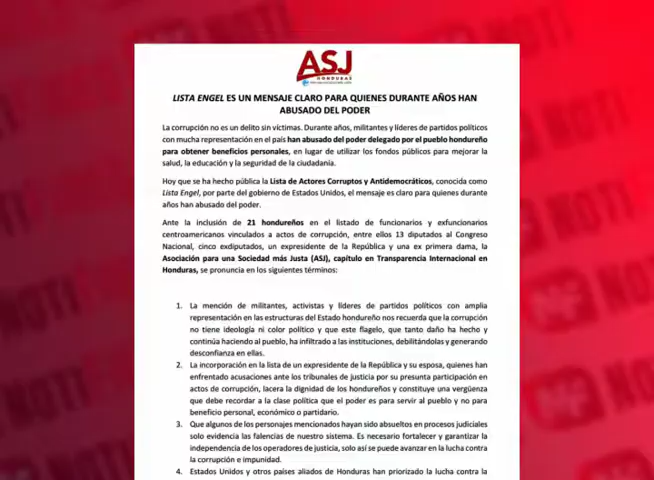 ASJ
HONDURAS
LISTA ENGEL ES UN MENSAJE CLARO PARA QUIENES DURANTE AÑOS HAN
ABUSADO DEL PODER
La corrupción no es un delito sin víctimas. Durante años, militantes y líderes de partidos políticos
con mucha representación en el país han abusado del poder delegado por el pueblo hondureño
para obtener beneficios personales, en lugar de utilizar los fondos públicos para mejorar la
salud, la educación y la seguridad de la ciudadanía.
Hoy que se ha hecho pública la Lista de Actores Corruptos y Antidemocráticos, conocida como
Lista Engel, por parte del gobierno de Estados Unidos, el mensaje es claro para quienes durante
años han abusado del poder.
Ante la inclusión de 21 hondureños en el listado de funcionarios y exfuncionarios
centroamericanos vinculados a actos de corrupción, entre ellos 13 diputados al Congreso
Nacional, cinco exdiputados, un expresidente de la República y una ex primera dama, la
Asociación para una Sociedad más Justa (ASJ), capítulo en Transparencia Internacional en
Honduras, se pronuncia en los siguientes términos:
1. La mención de militantes, activistas y líderes de partidos políticos con amplia
representación en las estructuras del Estado hondureño nos recuerda que la corrupción
no tiene ideología ni color político y que este flagelo, que tanto daño ha hecho y
continúa haciendo al pueblo, ha infiltrado a las instituciones, debilitándolas y generando
desconfianza en ellas.
2. La incorporación en la lista de un expresidente de la República y su esposa, quienes han
enfrentado acusaciones ante los tribunales de justicia por su presunta participación en
actos de corrupción, lacera la dignidad de los hondureños y constituye una vergüenza
que debe recordar a la clase política que el poder es para servir al pueblo y no para
beneficio personal, económico o partidario.
3. Que algunos de los personajes mencionados hayan sido absueltos en procesos judiciales
solo evidencia las falencias de nuestro sistema. Es necesario fortalecer y garantizar la
independencia de los operadores de justicia, solo así se puede avanzar en la lucha contra
la corrupción e impunidad.
4. Estados Unidos y otros países aliados de Honduras han priorizado la lucha contra la